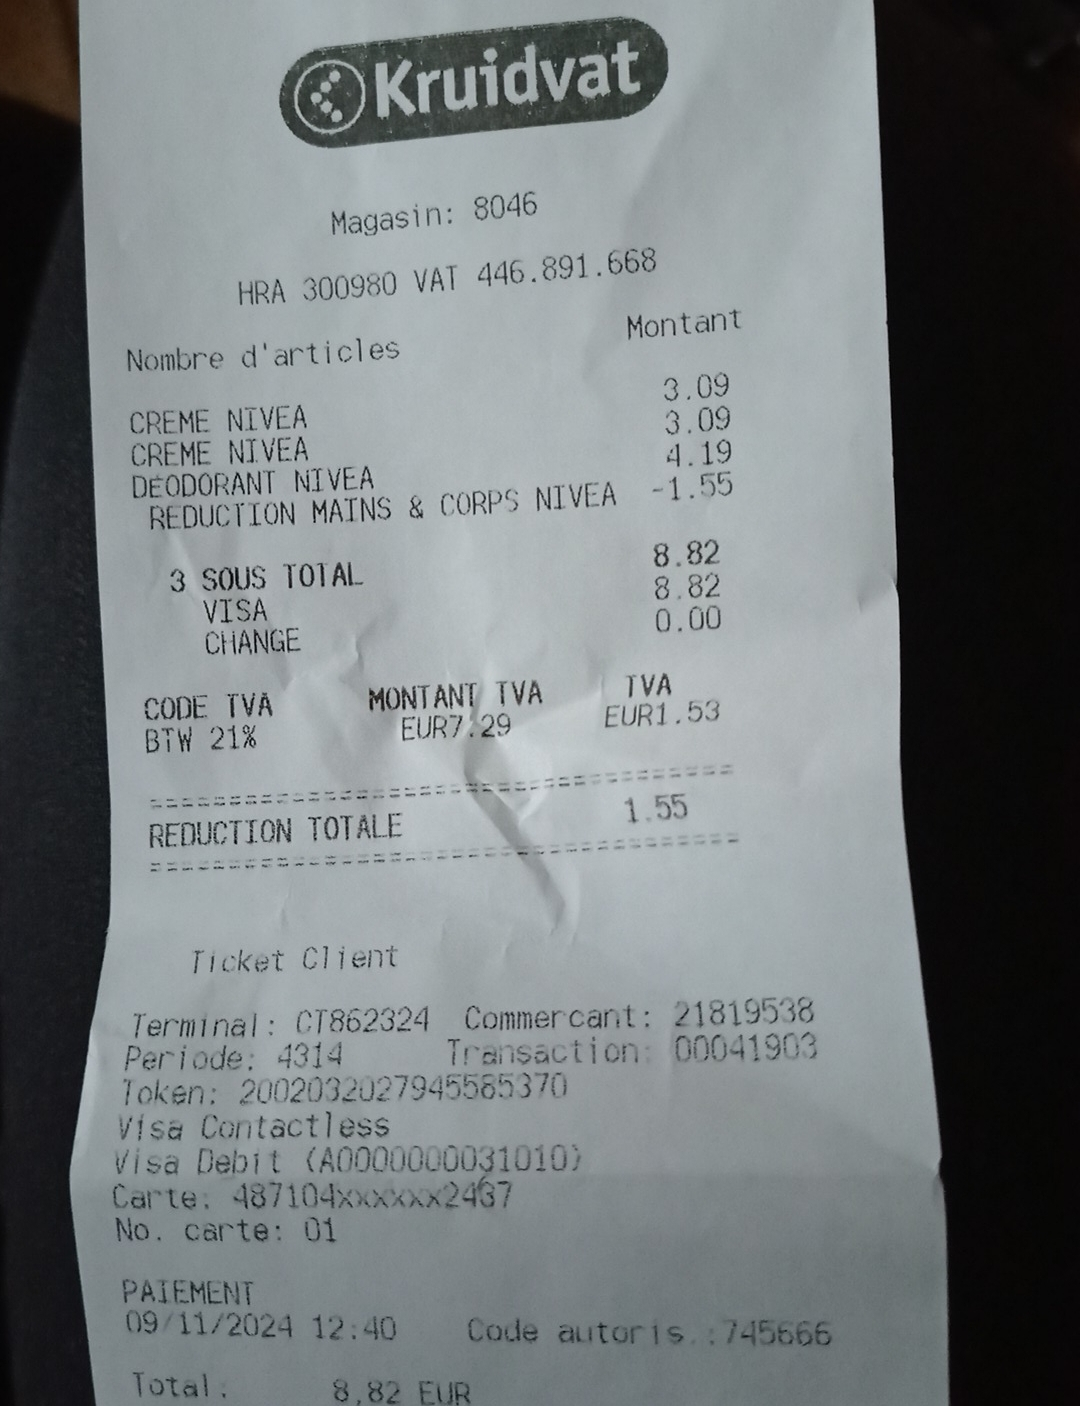 Kruidvat
Magasin: 8046
HRA 300980 VAT 446.891.668
Nombre d'articles Montant
CREME NIVEA 3.09
CREME NIVEA 3.09
DEODORANT NIVEA 4.19
REDUCTION MAINS & CORPS NIVEA -1.55
3 SOUS TOTAL 8.82
VISA 8.82
CHANGE 0.00
CODE TVA MONTANT TVA TVA
BTW 21% EUR7.29 EUR1.53
REDUCTION TOTALE 1.55
Ticket Client
Terminal: CT862324 Commercant: 21819538
Periode: 4314 Transaction: 00041903
Token: 2002032027945585370
Visa Contactless
Visa Debit (A0000000031010)
Carte: 487104xxxxxx2437
No. carte: 01
PAIEMENT
09/11/2024 12:40 Code autoris.:745666
Total: 8,82 EUR